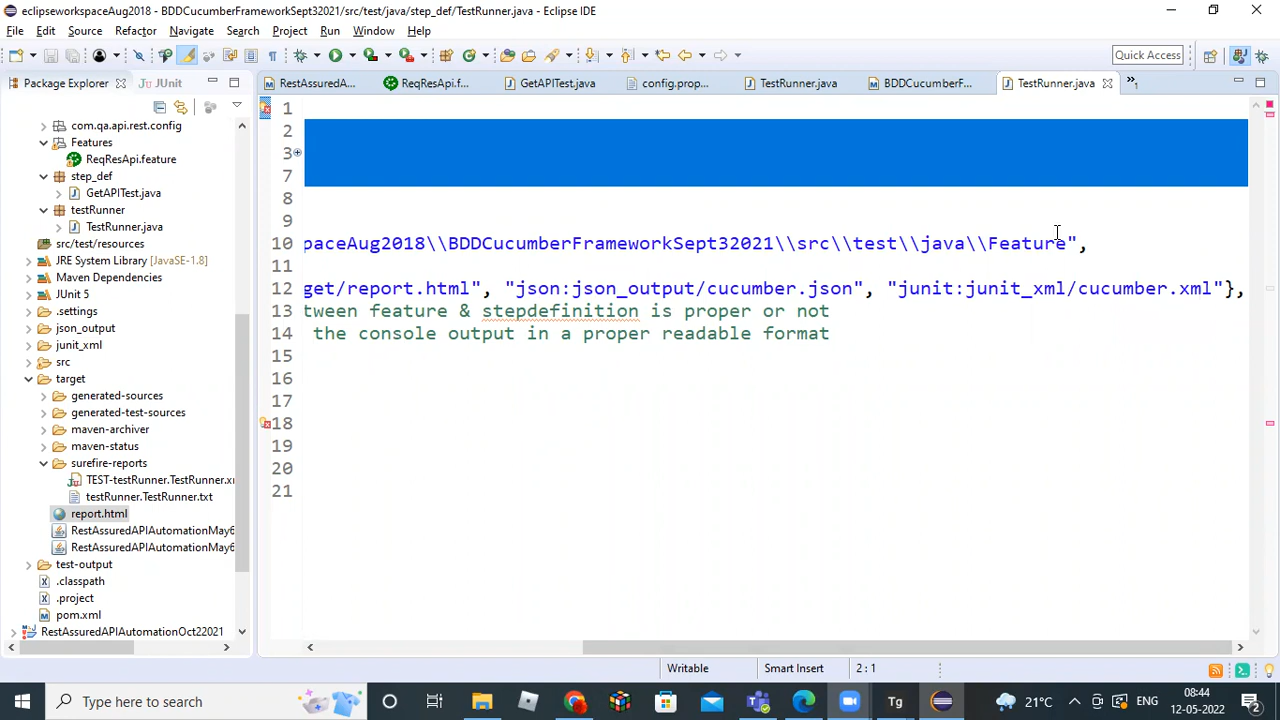 eclipseworkspaceAug2018 - BDDCucumberFrameworkSept32021/src/test/java/step_def/TestRunner.java - Eclipse IDE
File Edit Source Refactor Navigate Search Project Run Window Help
Quick Access
Package Explorer JUnit
RestAssuredA... ReqResApi.f... GetAPITest.java config.prop... TestRunner.java BDDCucumberF... TestRunner.java 1
com.qa.api.rest.config
Features
ReqResApi.feature
step_def
GetAPITest.java
testRunner
TestRunner.java
src/test/resources
JRE System Library [JavaSE-1.8]
Maven Dependencies
JUnit 5
.settings
json_output
junit_xml
src
target
generated-sources
generated-test-sources
maven-archiver
maven-status
surefire-reports
TEST-testRunner.TestRunner.xm
testRunner.TestRunner.txt
report.html
RestAssuredAPIAutomationMay6
RestAssuredAPIAutomationMay6
test-output
.classpath
.project
pom.xml
RestAssuredAPIAutomationOct22021
1
2
3
7
8
9
10 paceAug2018\\BDDCucumberFrameworkSept32021\\src\\test\\java\\Feature",
11
12 get/report.html", "json:json_output/cucumber.json", "junit:junit_xml/cucumber.xml"},
13 tween feature & stepdefinition is proper or not
14 the console output in a proper readable format
15
16
17
18
19
20
21
Writable Smart Insert 2 : 1
Type here to search
Tg
21°C ENG 08:44
12-05-2022
2